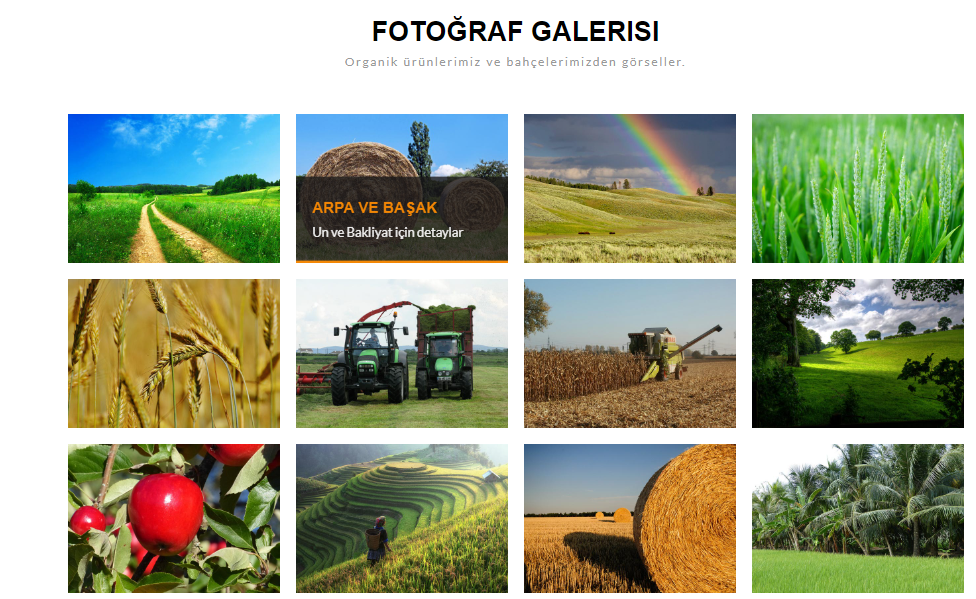 FOTOĞRAF GALERISI
Organik ürünlerimiz ve bahçelerimizden görseller.
ARPA VE BAŞAK
Un ve Bakliyat için detaylar